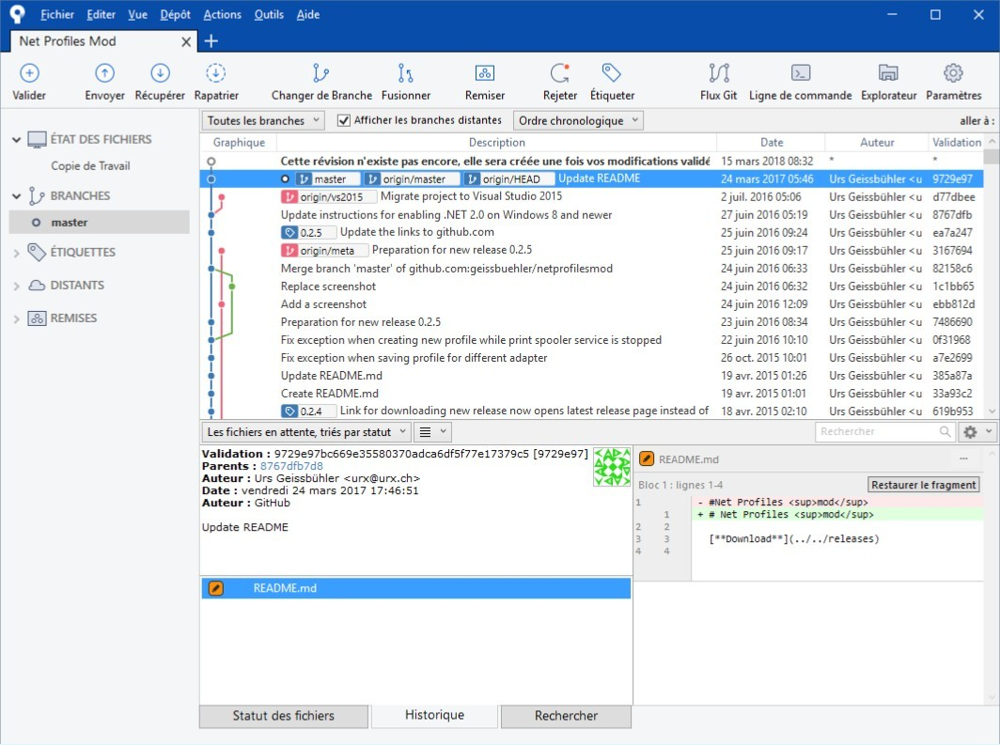 Fichier Editer Vue Dépôt Actions Outils Aide
Net Profiles Mod
Valider Envoyer Récupérer Rapatrier Changer de Branche Fusionner Remiser Rejeter Étiqueter Flux Git Ligne de commande Explorateur Paramètres
Toutes les branches Afficher les branches distantes Ordre chronologique aller à :
ÉTAT DES FICHIERS
Copie de Travail
BRANCHES
master
ÉTIQUETTES
DISTANTS
REMISES
Graphique Description Date Auteur Validation
Cette révision n'existe pas encore, elle sera créée une fois vos modifications validé 15 mars 2018 08:32 * *
master origin/master origin/HEAD Update README 24 mars 2017 05:46 Urs Geissbühler <u 9729e97
origin/vs2015 Migrate project to Visual Studio 2015 2 juil. 2016 05:06 Urs Geissbühler <u d77dbee
Update instructions for enabling .NET 2.0 on Windows 8 and newer 27 juin 2016 05:19 Urs Geissbühler <u 8767dfb
0.2.5 Update the links to github.com 25 juin 2016 09:24 Urs Geissbühler <u ea7a247
origin/meta Preparation for new release 0.2.5 25 juin 2016 09:17 Urs Geissbühler <u 3167694
Merge branch 'master' of github.com:geissbuehler/netprofilesmod 24 juin 2016 06:33 Urs Geissbühler <u 82158c6
Replace screenshot 24 juin 2016 06:32 Urs Geissbühler <u 1c1bb65
Add a screenshot 24 juin 2016 12:09 Urs Geissbühler <u ebb812d
Preparation for new release 0.2.5 23 juin 2016 08:34 Urs Geissbühler <u 7486690
Fix exception when creating new profile while print spooler service is stopped 22 juin 2016 10:10 Urs Geissbühler <u 0f31968
Fix exception when saving profile for different adapter 26 oct. 2015 10:01 Urs Geissbühler <u a7e2699
Update README.md 19 avr. 2015 01:26 Urs Geissbühler <u 385a87a
Create README.md 19 avr. 2015 01:01 Urs Geissbühler <u 33a93c2
0.2.4 Link for downloading new release now opens latest release page instead of 18 avr. 2015 02:10 Urs Geissbühler <u 619b953
Les fichiers en attente, triés par statut Rechercher
Validation : 9729e97bc669e35580370adca6df5f77e17379c5 [9729e97]
Parents : 8767dfb7d8
Auteur : Urs Geissbühler <urx@urx.ch>
Date : vendredi 24 mars 2017 17:46:51
Auteur : GitHub
Update README
README.md
README.md
Bloc 1 : lignes 1-4 Restaurer le fragment
1 - #Net Profiles <sup>mod</sup>
1 + # Net Profiles <sup>mod</sup>
2 2
3 3 [**Download**](../../releases)
4 4
Statut des fichiers Historique Rechercher